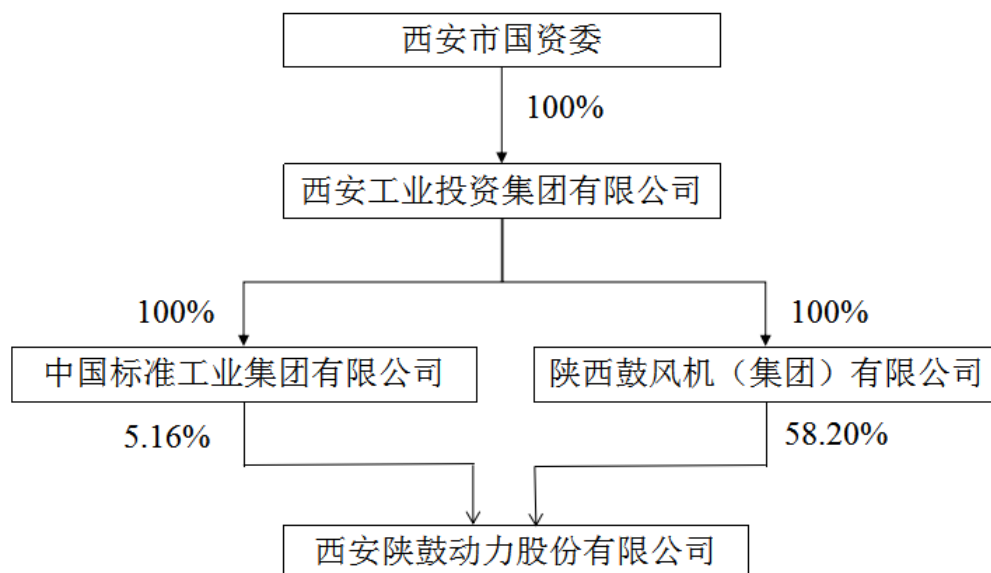 西安市国资委
100%
西安工业投资集团有限公司
100%
100%
中国标准工业集团有限公司
陕西鼓风机（集团）有限公司
5.16%
58.20%
西安陕鼓动力股份有限公司